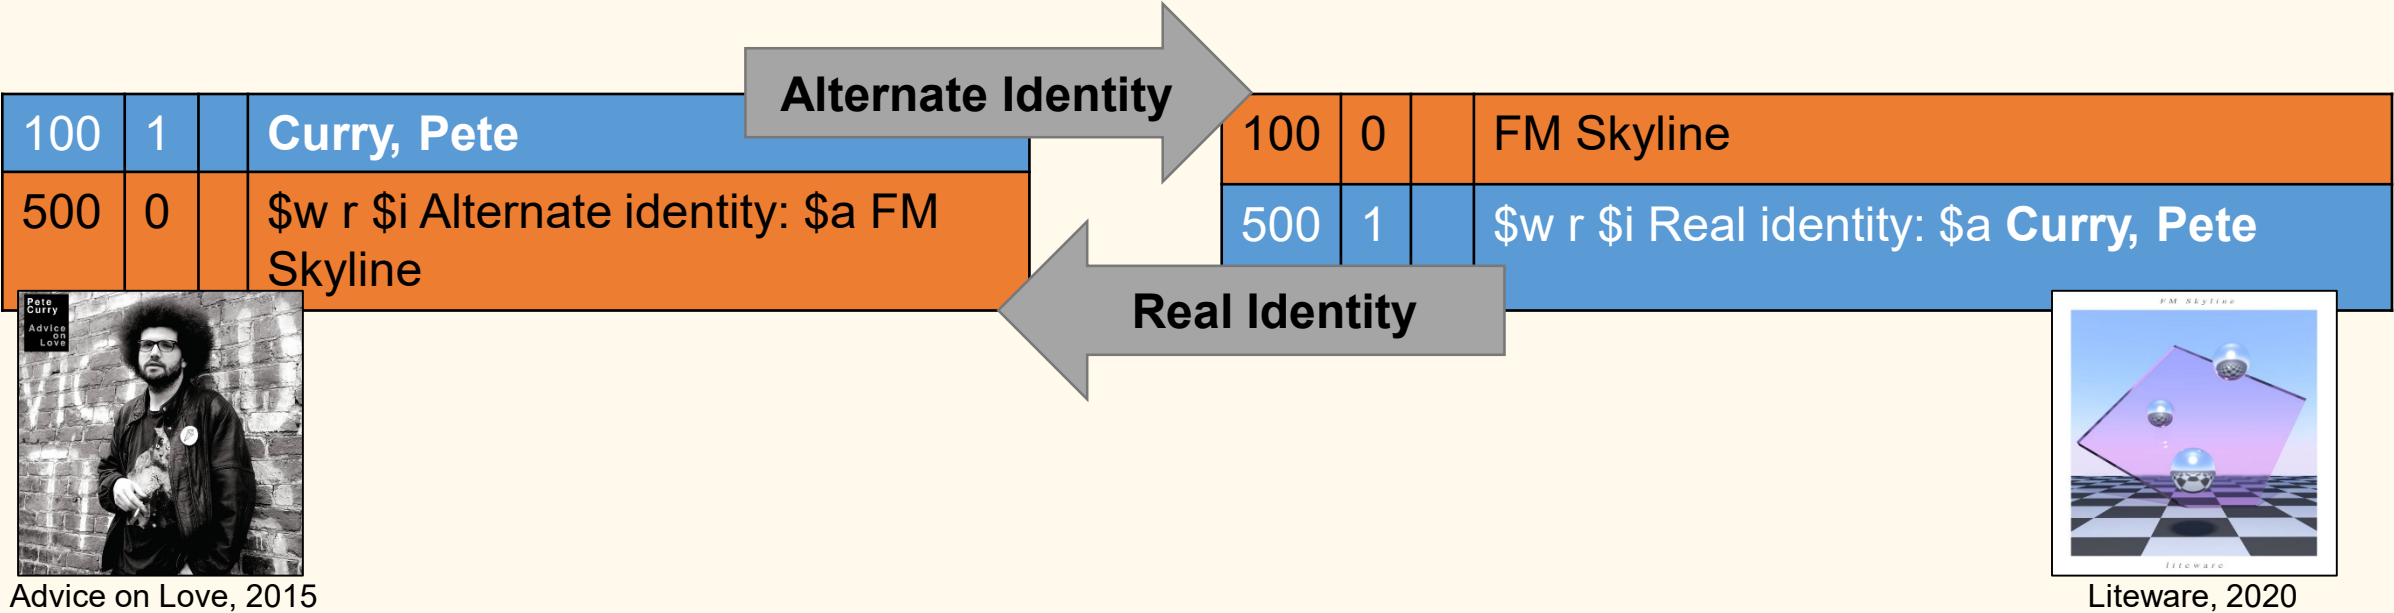 Alternate Identity
100 1 Curry, Pete
500 0 $w r $i Alternate identity: $a FM
Skyline
100 0 FM Skyline
500 1 $w r $i Real identity: $a Curry, Pete
Real Identity
Pete
Curry
Advice
on
Love
Advice on Love, 2015
FM Skyline
liteware
Liteware, 2020